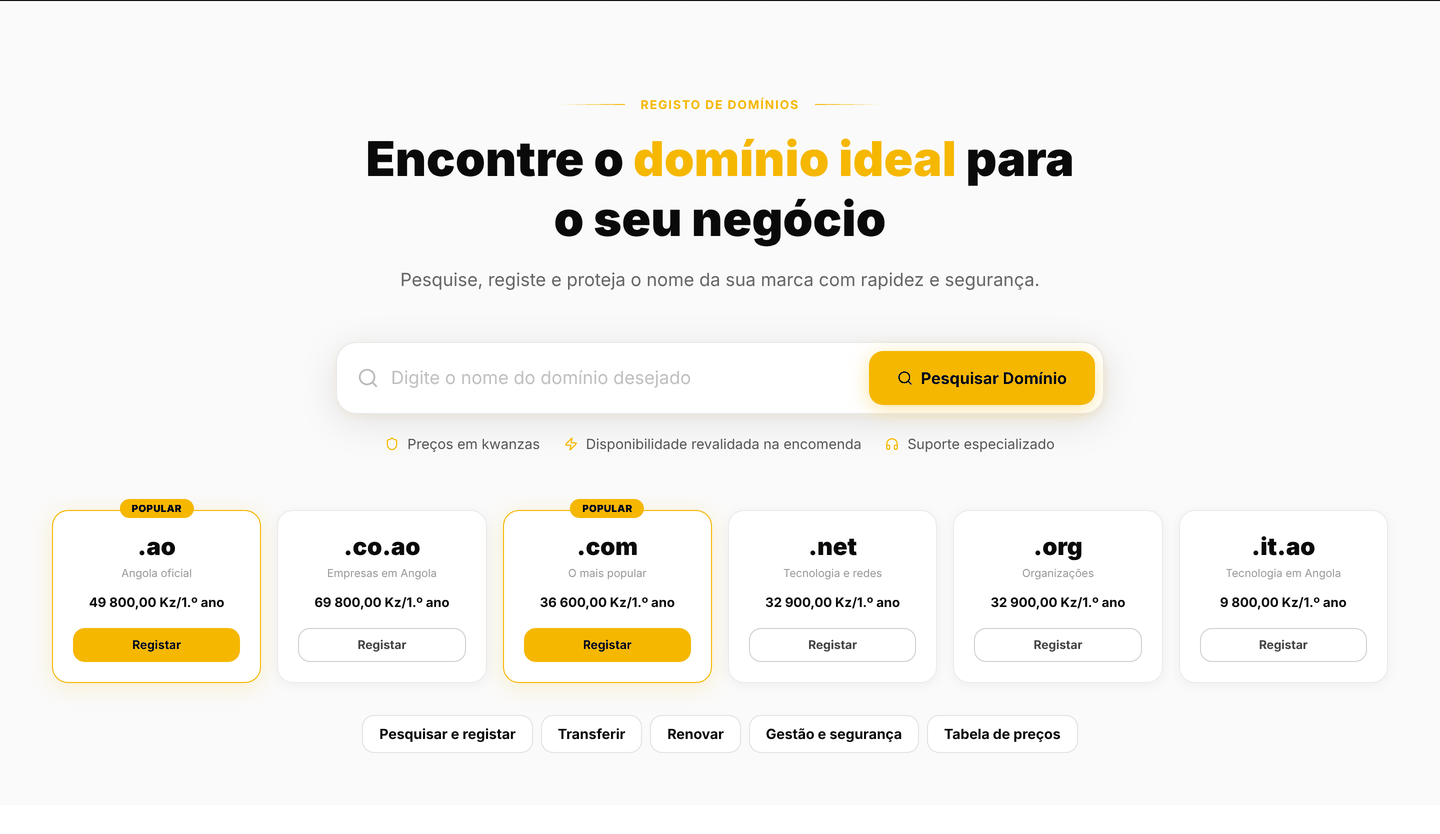 REGISTO DE DOMÍNIOS
Encontre o domínio ideal para
o seu negócio
Pesquise, registe e proteja o nome da sua marca com rapidez e segurança.
Digite o nome do domínio desejado
Pesquisar Domínio
Preços em kwanzas
Disponibilidade revalidada na encomenda
Suporte especializado
POPULAR
.ao
Angola oficial
49 800,00 Kz/1.º ano
Registar
.co.ao
Empresas em Angola
69 800,00 Kz/1.º ano
Registar
POPULAR
.com
O mais popular
36 600,00 Kz/1.º ano
Registar
.net
Tecnologia e redes
32 900,00 Kz/1.º ano
Registar
.org
Organizações
32 900,00 Kz/1.º ano
Registar
.it.ao
Tecnologia em Angola
9 800,00 Kz/1.º ano
Registar
Pesquisar e registar
Transferir
Renovar
Gestão e segurança
Tabela de preços